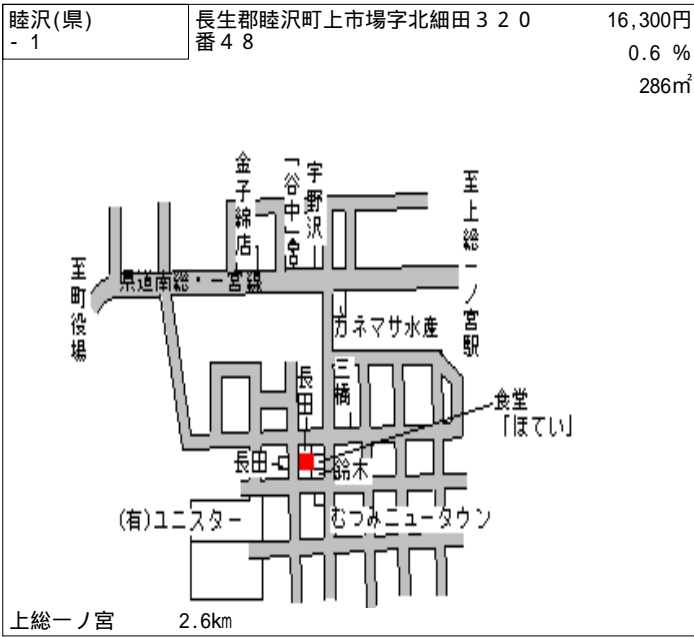 睦沢(県)
- 1
長生郡睦沢町上市場字北細田３２０
番４８
16,300円
0.6 %
286㎡
金子綿店
「谷中」宮
宇野沢
至上総一ノ宮駅
至町役場
県道南総・一宮線
カネマサ水産
長田
三橋
食堂
「ほてい」
長田
鈴木
(有)ユニスター
むつみニュータウン
上総一ノ宮
2.6km